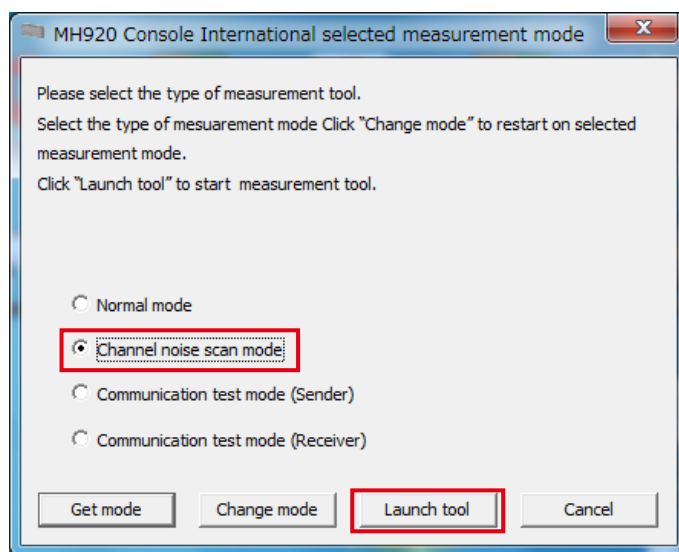 MH920 Console International selected measurement mode
Please select the type of measurement tool.
Select the type of mesuarement mode Click “Change mode” to restart on selected
measurement mode.
Click “Launch tool” to start measurement tool.
Normal mode
Channel noise scan mode
Communication test mode (Sender)
Communication test mode (Receiver)
Get mode Change mode Launch tool Cancel